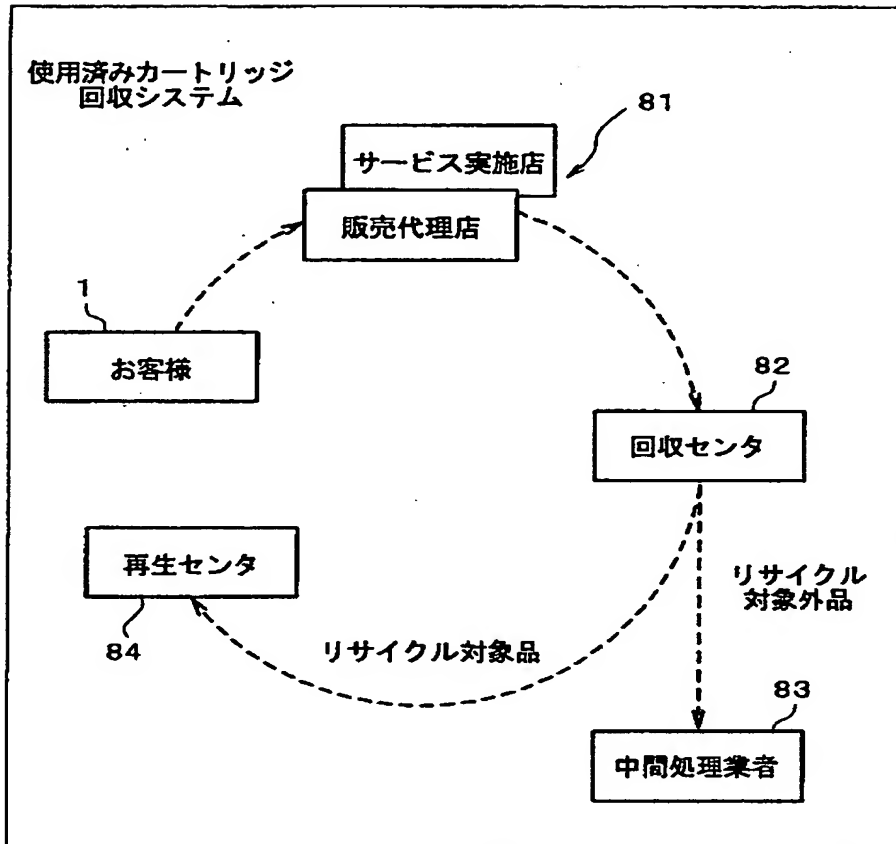 使用済みカートリッジ
回収システム
81
サービス実施店
販売代理店
1
お客様
82
回収センタ
再生センタ
84
リサイクル
対象外品
リサイクル対象品
83
中間処理業者